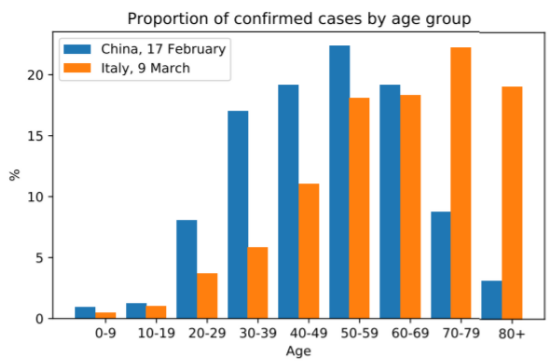 Proportion of confirmed cases by age group
China, 17 February
Italy, 9 March
20
15
10
5
0
%
0-9 10-19 20-29 30-39 40-49 50-59 60-69 70-79 80+
Age